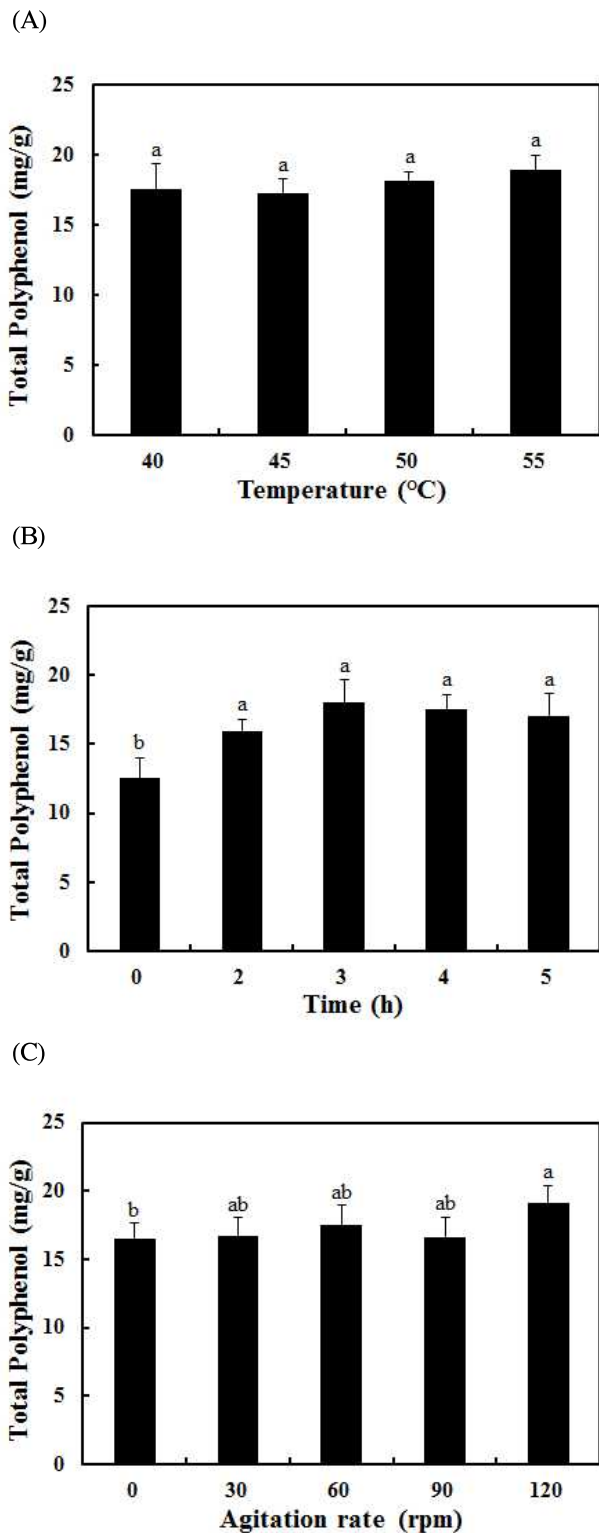 (A)
25
20
15
10
5
0
Total Polyphenol (mg/g)
a
a
a
a
40 45 50 55
Temperature (°C)
(B)
25
20
15
10
5
0
Total Polyphenol (mg/g)
b
a
a
a
a
0 2 3 4 5
Time (h)
(C)
25
20
15
10
5
0
Total Polyphenol (mg/g)
b
ab
ab
ab
a
0 30 60 90 120
Agitation rate (rpm)